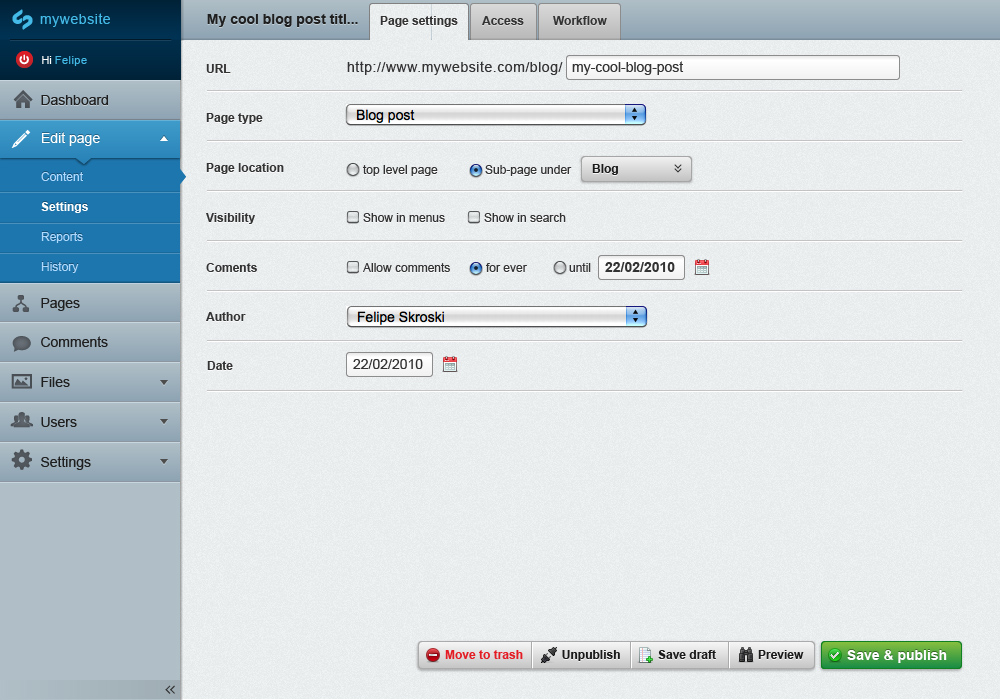 mywebsite
Hi Felipe
Dashboard
Edit page
Content
Settings
Reports
History
Pages
Comments
Files
Users
Settings
My cool blog post titl... Page settings Access Workflow
URL http://www.mywebsite.com/blog/ my-cool-blog-post
Page type Blog post
Page location top level page Sub-page under Blog
Visibility Show in menus Show in search
Coments Allow comments for ever until 22/02/2010
Author Felipe Skroski
Date 22/02/2010
Move to trash Unpublish Save draft Preview Save & publish